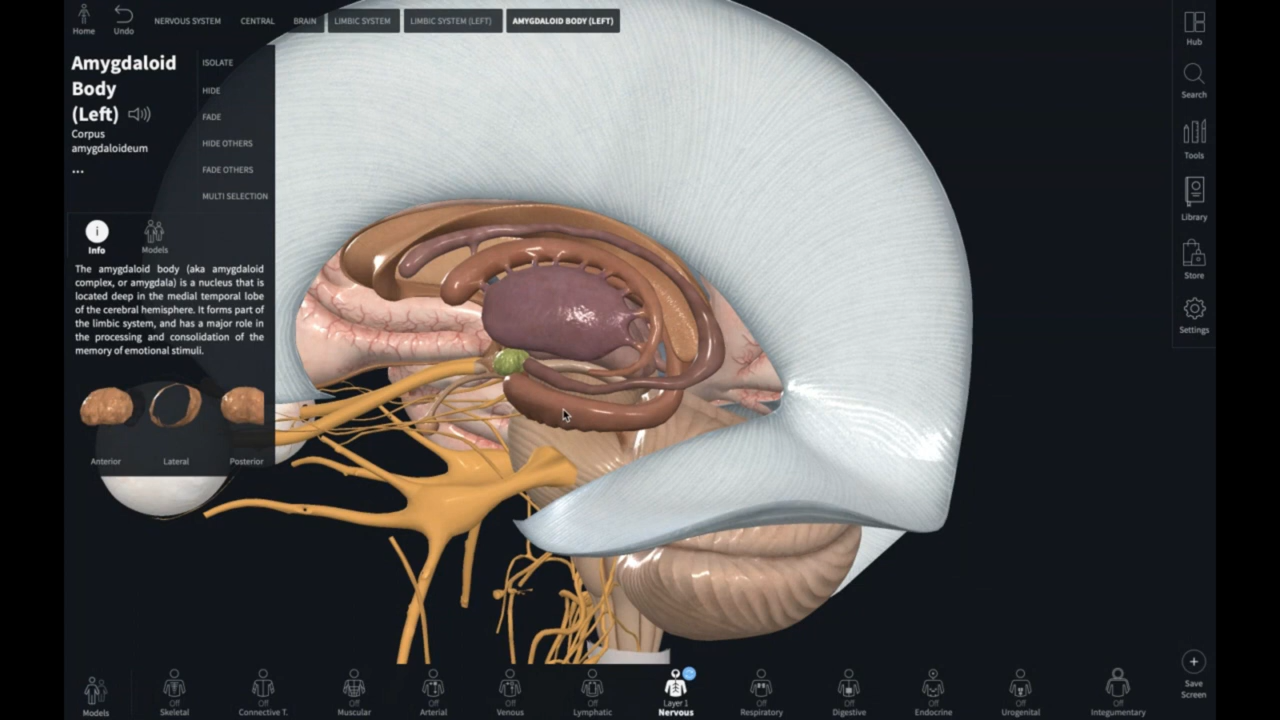 NERVOUS SYSTEM CENTRAL BRAIN LIMBIC SYSTEM LIMBIC SYSTEM (LEFT) AMYGDALOID BODY (LEFT)
Home Undo
Amygdaloid
Body
(Left)
Corpus
amygdaloideum
...
ISOLATE
HIDE
FADE
HIDE OTHERS
FADE OTHERS
MULTI SELECTION
i
Info Models
The amygdaloid body (aka amygdaloid
complex, or amygdala) is a nucleus that is
located deep in the medial temporal lobe
of the cerebral hemisphere. It forms part of
the limbic system, and has a major role in
the processing and consolidation of the
memory of emotional stimuli.
Anterior Lateral Posterior
Hub
Search
Tools
Library
Store
Settings
Save
Screen
Off Off Off Off Off Off Layer 1 Off Off Off Off Off
Models Skeletal Connective T. Muscular Arterial Venous Lymphatic Nervous Respiratory Digestive Endocrine Urogenital Integumentary